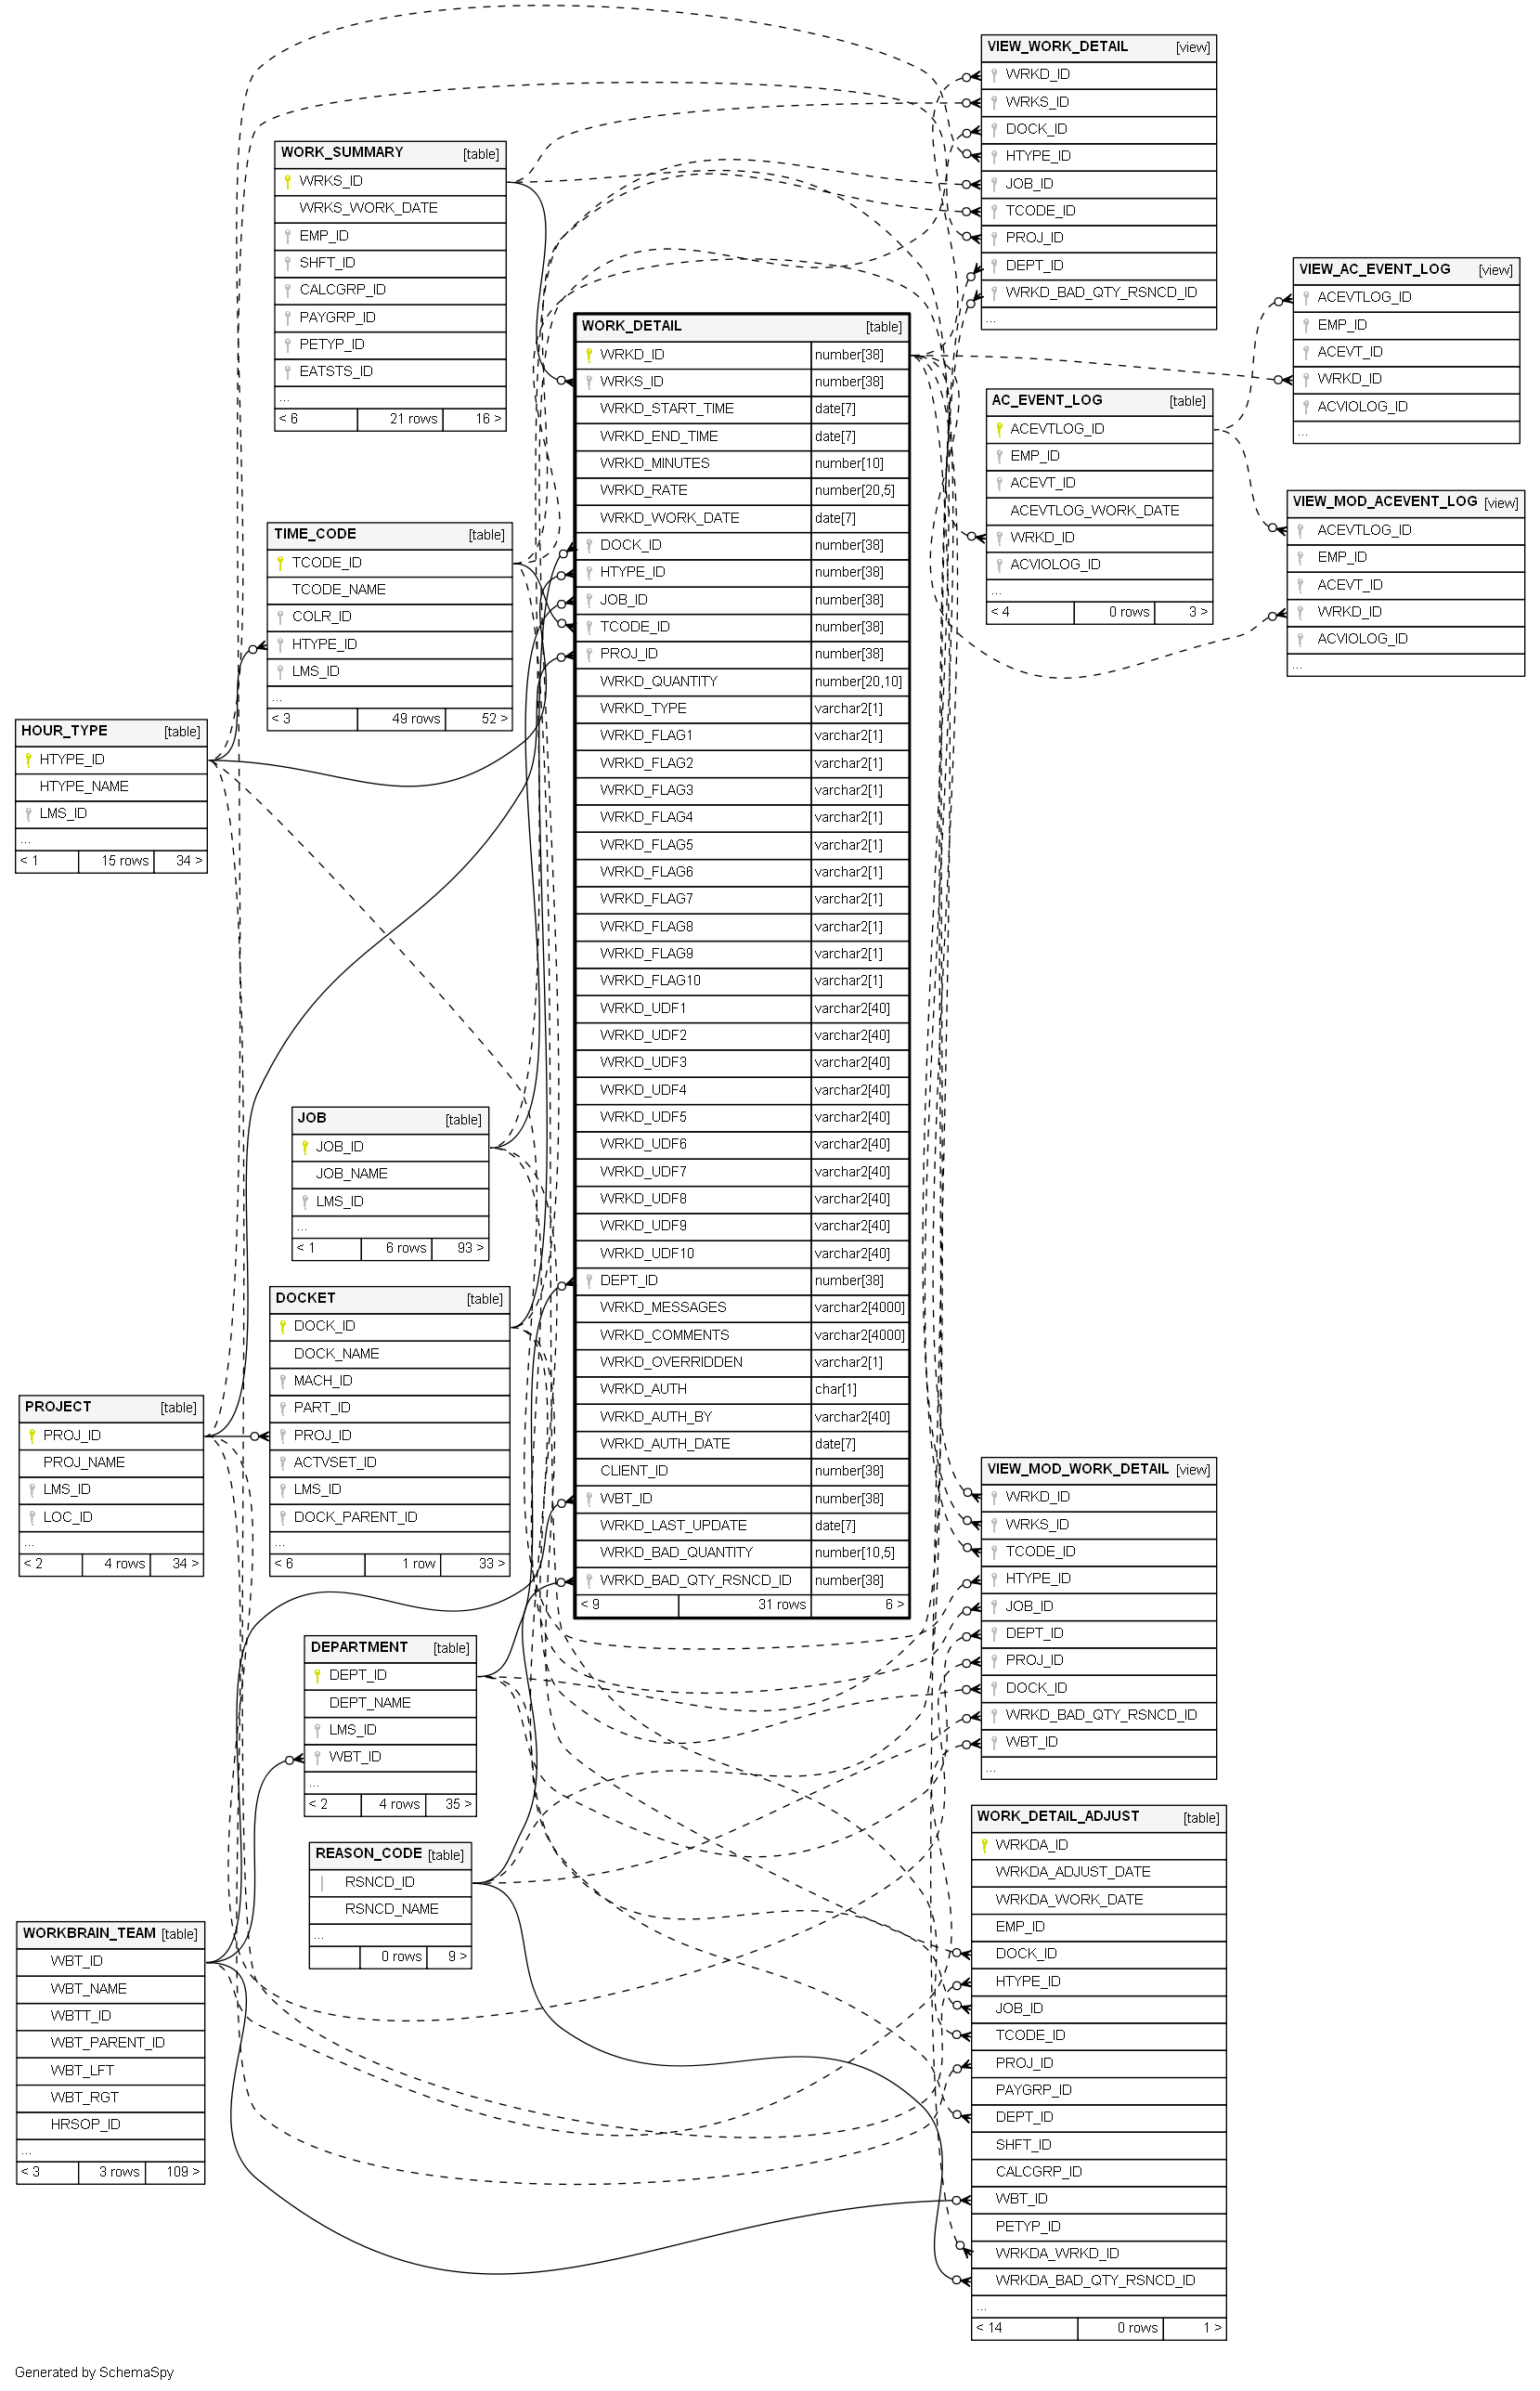 VIEW_WORK_DETAIL [view]
WRKD_ID
WRKS_ID
DOCK_ID
HTYPE_ID
JOB_ID
TCODE_ID
PROJ_ID
DEPT_ID
WRKD_BAD_QTY_RSNCD_ID
...
WORK_SUMMARY [table]
WRKS_ID
WRKS_WORK_DATE
EMP_ID
SHFT_ID
CALCGRP_ID
PAYGRP_ID
PETYP_ID
EATSTS_ID
...
< 6 21 rows 16 >
VIEW_AC_EVENT_LOG [view]
ACEVTLOG_ID
EMP_ID
ACEVT_ID
WRKD_ID
ACVIOLOG_ID
...
WORK_DETAIL [table]
WRKD_ID number[38]
WRKS_ID number[38]
WRKD_START_TIME date[7]
WRKD_END_TIME date[7]
WRKD_MINUTES number[10]
WRKD_RATE number[20,5]
WRKD_WORK_DATE date[7]
DOCK_ID number[38]
HTYPE_ID number[38]
JOB_ID number[38]
TCODE_ID number[38]
PROJ_ID number[38]
WRKD_QUANTITY number[20,10]
WRKD_TYPE varchar2[1]
WRKD_FLAG1 varchar2[1]
WRKD_FLAG2 varchar2[1]
WRKD_FLAG3 varchar2[1]
WRKD_FLAG4 varchar2[1]
WRKD_FLAG5 varchar2[1]
WRKD_FLAG6 varchar2[1]
WRKD_FLAG7 varchar2[1]
WRKD_FLAG8 varchar2[1]
WRKD_FLAG9 varchar2[1]
WRKD_FLAG10 varchar2[1]
WRKD_UDF1 varchar2[40]
WRKD_UDF2 varchar2[40]
WRKD_UDF3 varchar2[40]
WRKD_UDF4 varchar2[40]
WRKD_UDF5 varchar2[40]
WRKD_UDF6 varchar2[40]
WRKD_UDF7 varchar2[40]
WRKD_UDF8 varchar2[40]
WRKD_UDF9 varchar2[40]
WRKD_UDF10 varchar2[40]
DEPT_ID number[38]
WRKD_MESSAGES varchar2[4000]
WRKD_COMMENTS varchar2[4000]
WRKD_OVERRIDDEN varchar2[1]
WRKD_AUTH char[1]
WRKD_AUTH_BY varchar2[40]
WRKD_AUTH_DATE date[7]
CLIENT_ID number[38]
WBT_ID number[38]
WRKD_LAST_UPDATE date[7]
WRKD_BAD_QUANTITY number[10,5]
WRKD_BAD_QTY_RSNCD_ID number[38]
< 9 31 rows 6 >
AC_EVENT_LOG [table]
ACEVTLOG_ID
EMP_ID
ACEVT_ID
ACEVTLOG_WORK_DATE
WRKD_ID
ACVIOLOG_ID
...
< 4 0 rows 3 >
VIEW_MOD_ACEVENT_LOG [view]
ACEVTLOG_ID
EMP_ID
ACEVT_ID
WRKD_ID
ACVIOLOG_ID
...
TIME_CODE [table]
TCODE_ID
TCODE_NAME
COLR_ID
HTYPE_ID
LMS_ID
...
< 3 49 rows 52 >
HOUR_TYPE [table]
HTYPE_ID
HTYPE_NAME
LMS_ID
...
< 1 15 rows 34 >
JOB [table]
JOB_ID
JOB_NAME
LMS_ID
...
< 1 6 rows 93 >
DOCKET [table]
DOCK_ID
DOCK_NAME
MACH_ID
PART_ID
PROJ_ID
ACTVSET_ID
LMS_ID
DOCK_PARENT_ID
...
< 6 1 row 33 >
PROJECT [table]
PROJ_ID
PROJ_NAME
LMS_ID
LOC_ID
...
< 2 4 rows 34 >
VIEW_MOD_WORK_DETAIL [view]
WRKD_ID
WRKS_ID
TCODE_ID
HTYPE_ID
JOB_ID
DEPT_ID
PROJ_ID
DOCK_ID
WRKD_BAD_QTY_RSNCD_ID
WBT_ID
...
DEPARTMENT [table]
DEPT_ID
DEPT_NAME
LMS_ID
WBT_ID
...
< 2 4 rows 35 >
REASON_CODE [table]
RSNCD_ID
RSNCD_NAME
...
0 rows 9 >
WORK_DETAIL_ADJUST [table]
WRKDA_ID
WRKDA_ADJUST_DATE
WRKDA_WORK_DATE
EMP_ID
DOCK_ID
HTYPE_ID
JOB_ID
TCODE_ID
PROJ_ID
PAYGRP_ID
DEPT_ID
SHFT_ID
CALCGRP_ID
WBT_ID
PETYP_ID
WRKDA_WRKD_ID
WRKDA_BAD_QTY_RSNCD_ID
...
< 14 0 rows 1 >
WORKBRAIN_TEAM [table]
WBT_ID
WBT_NAME
WBTT_ID
WBT_PARENT_ID
WBT_LFT
WBT_RGT
HRSOP_ID
...
< 3 3 rows 109 >
Generated by SchemaSpy